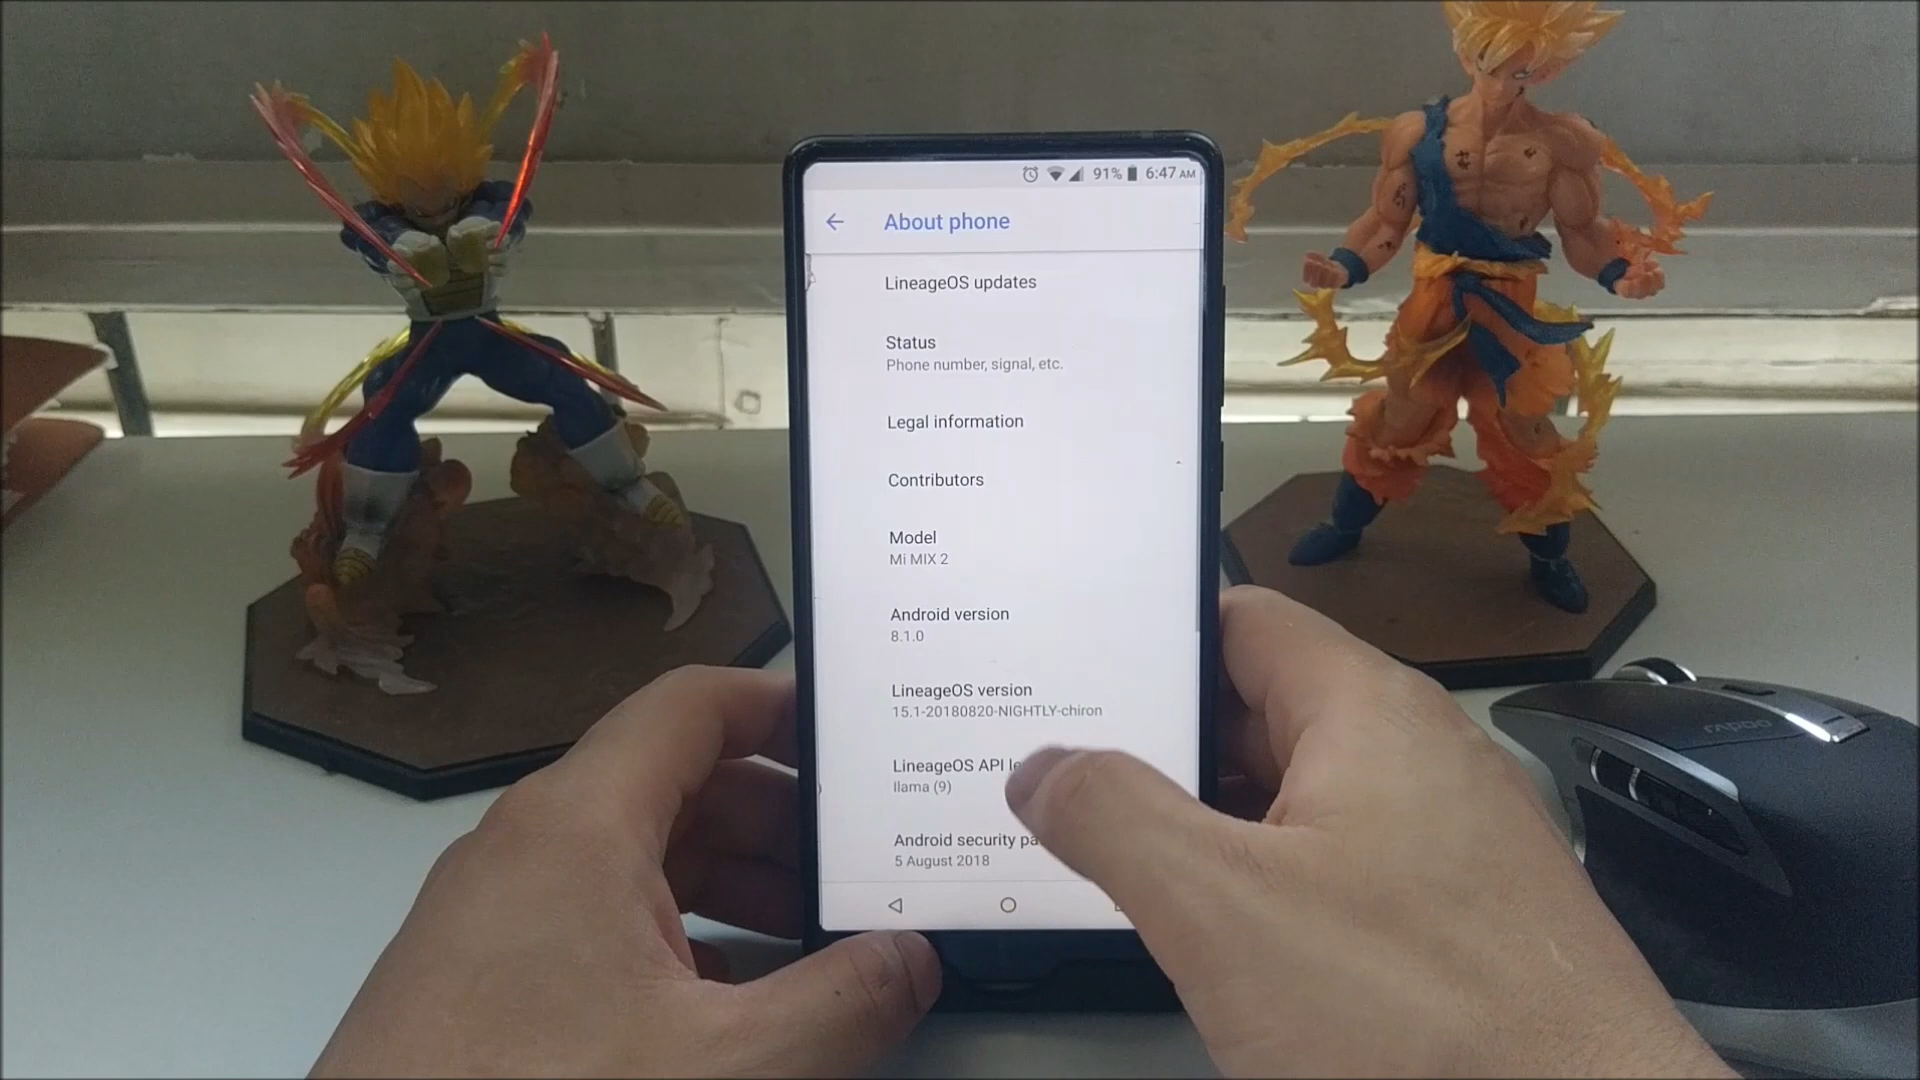 91% 6:47 AM
About phone
LineageOS updates
Status
Phone number, signal, etc.
Legal information
Contributors
Model
Mi MIX 2
Android version
8.1.0
LineageOS version
15.1-20180820-NIGHTLY-chiron
LineageOS API
llama (9)
Android security
5 August 2018
rapoo